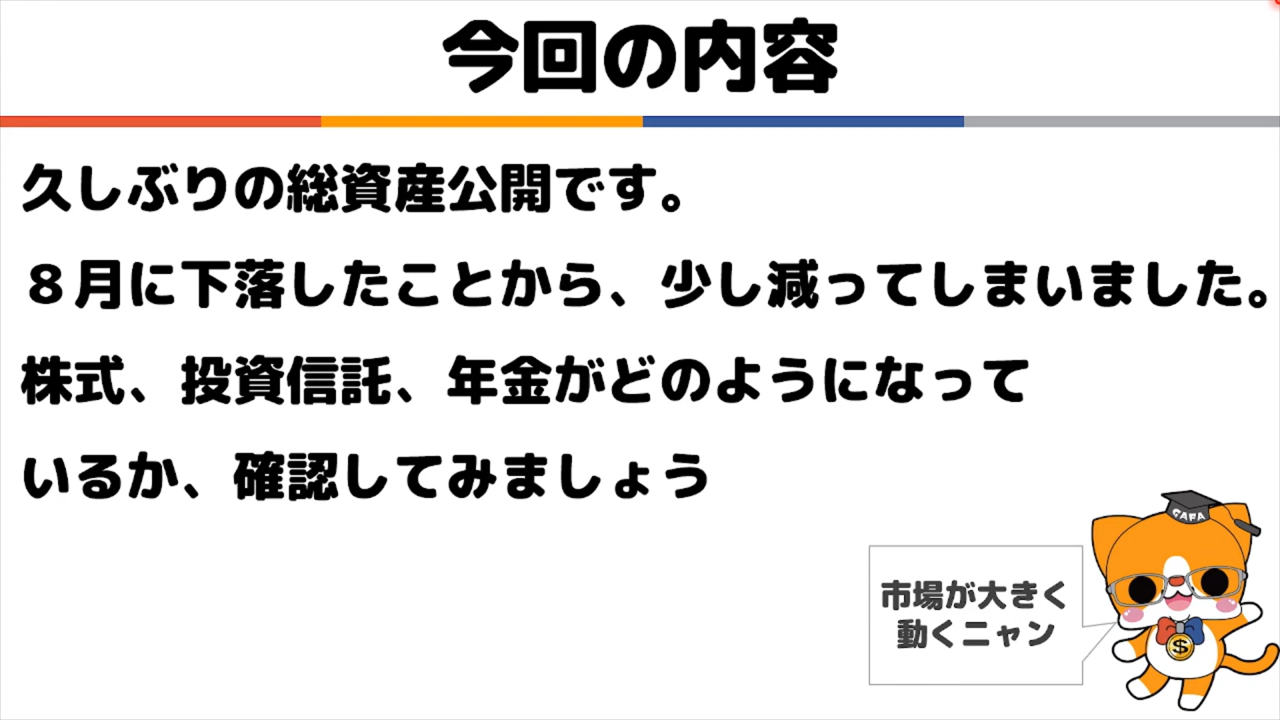 今回の内容
久しぶりの総資産公開です。
８月に下落したことから、少し減ってしまいました。
株式、投資信託、年金がどのようになって
いるか、確認してみましょう
GAFA
市場が大きく
動くニャン
$